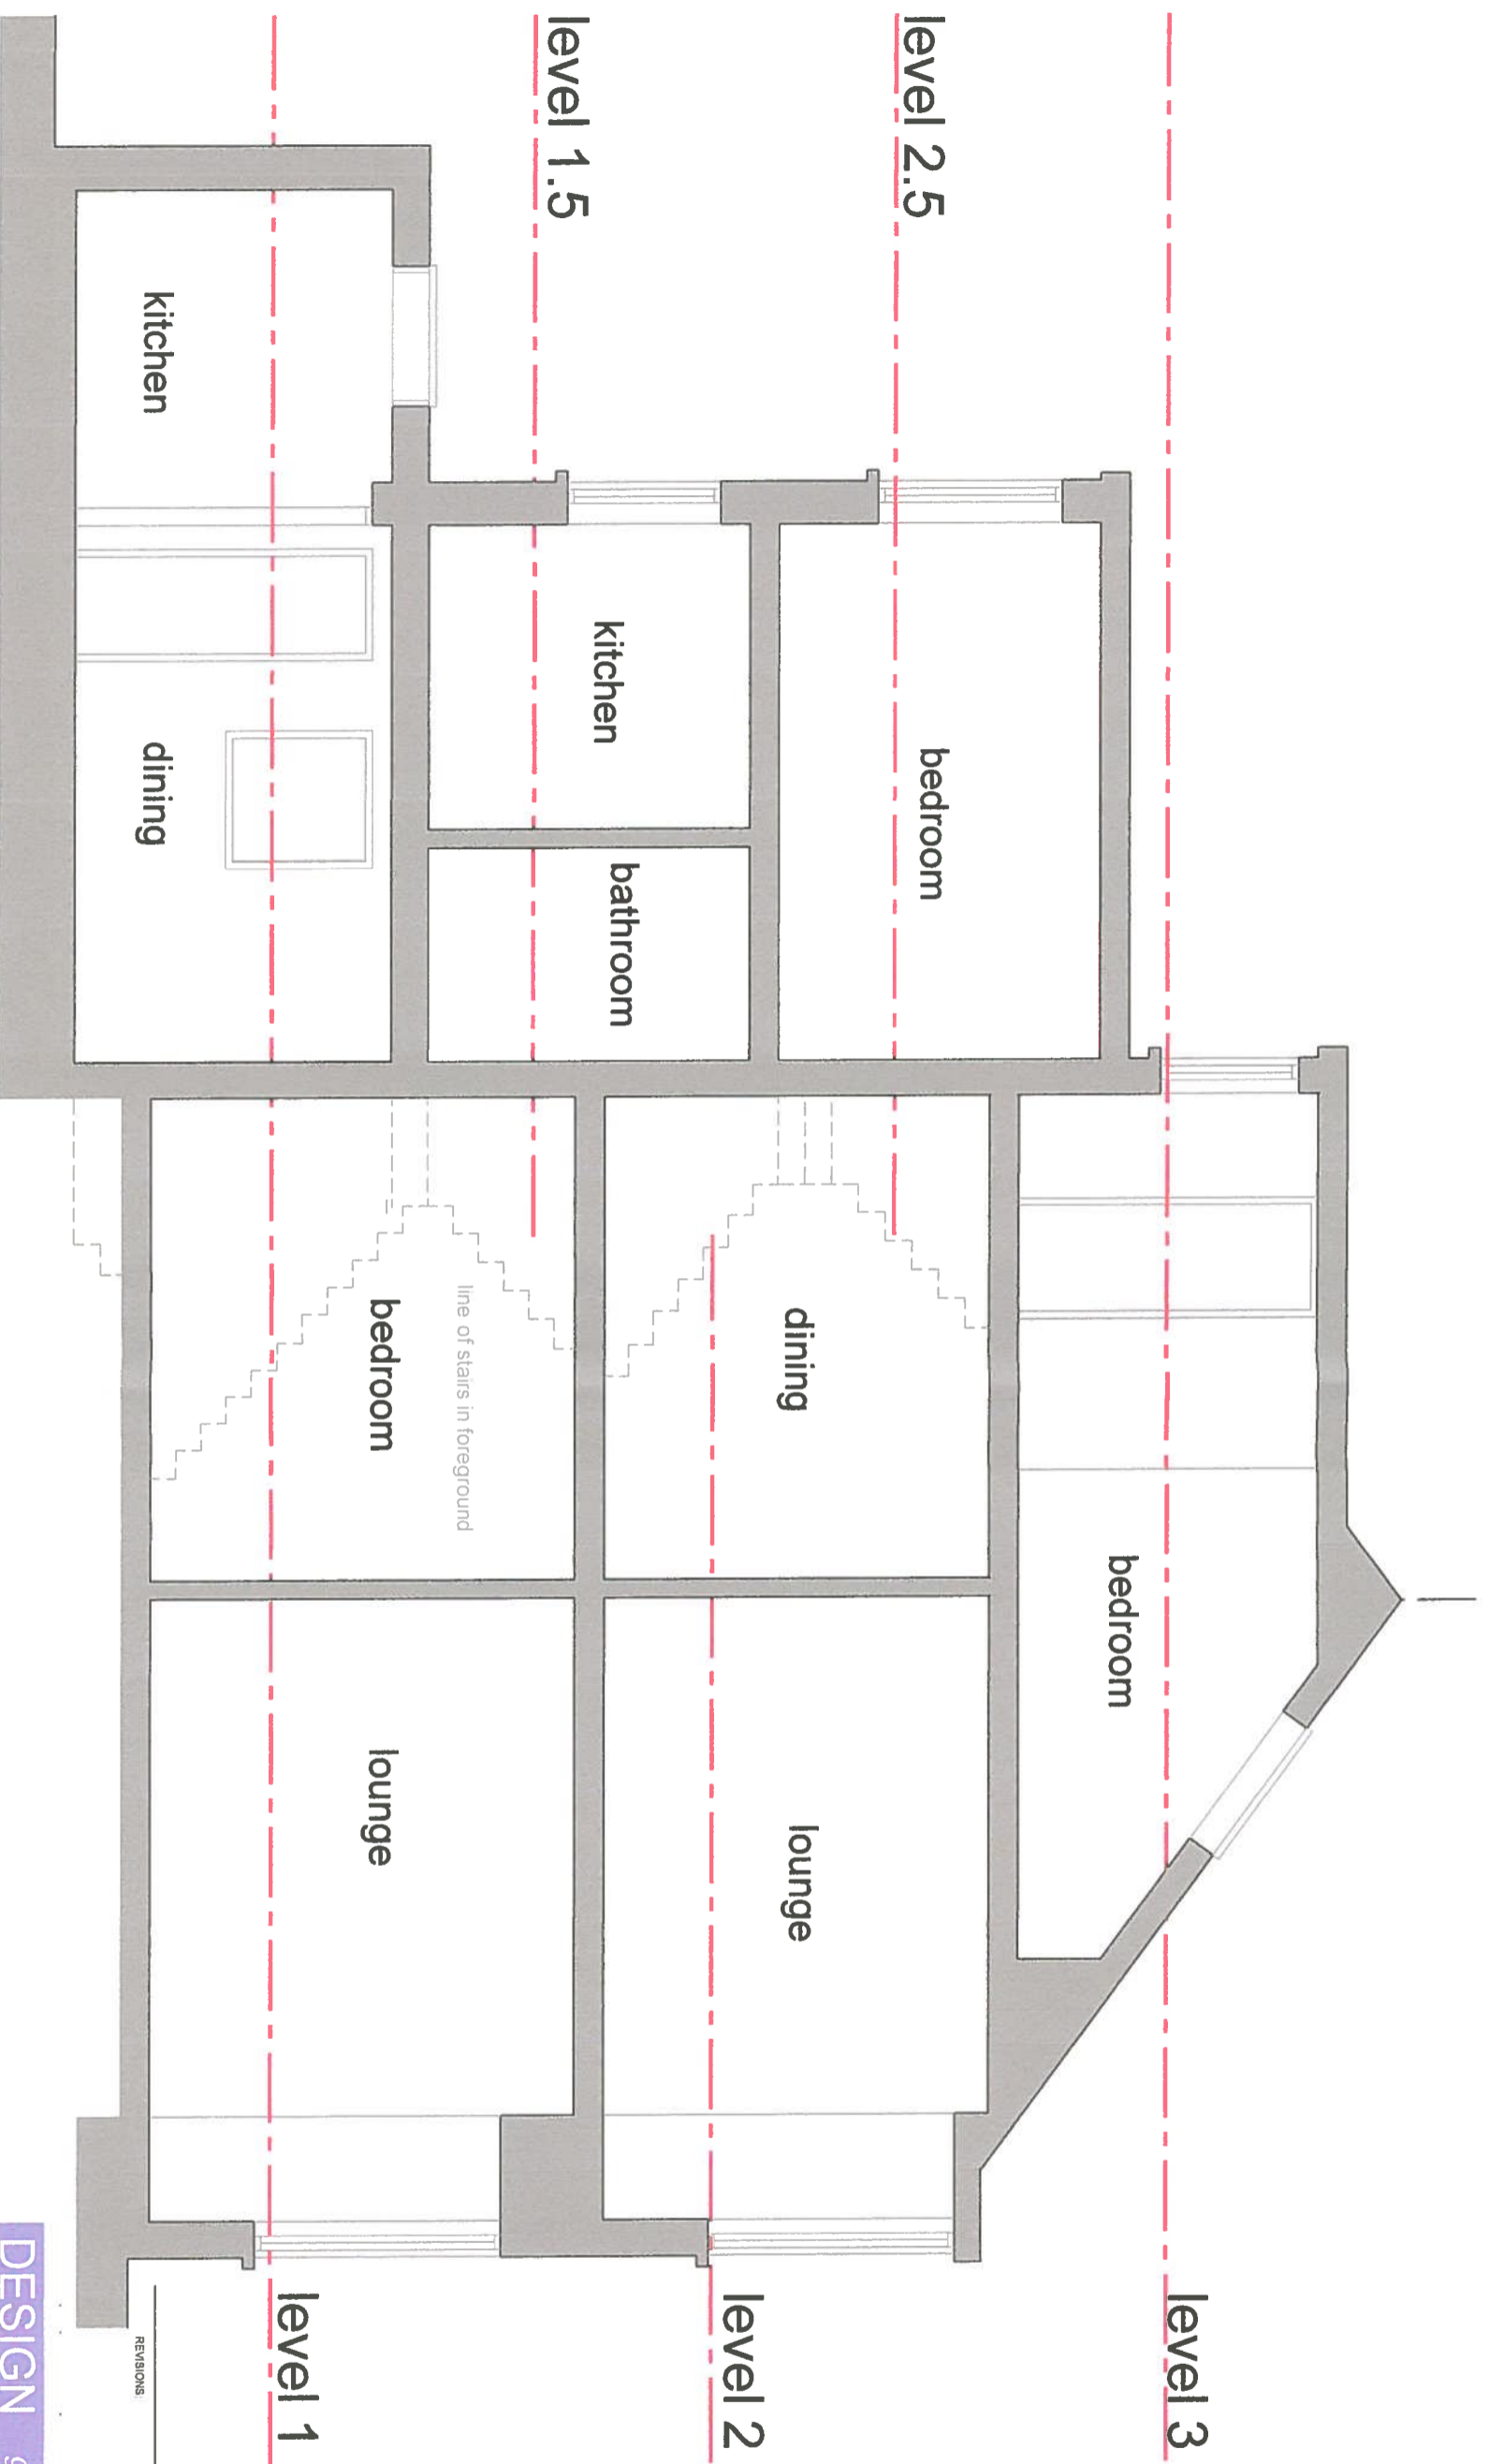 level 3
bedroom
level 2.5
bedroom
dining
lounge
level 2
kitchen
bathroom
level 1.5
line of stairs in foreground
bedroom
lounge
level 1
kitchen
dining
REVISIONS:
DESIGN